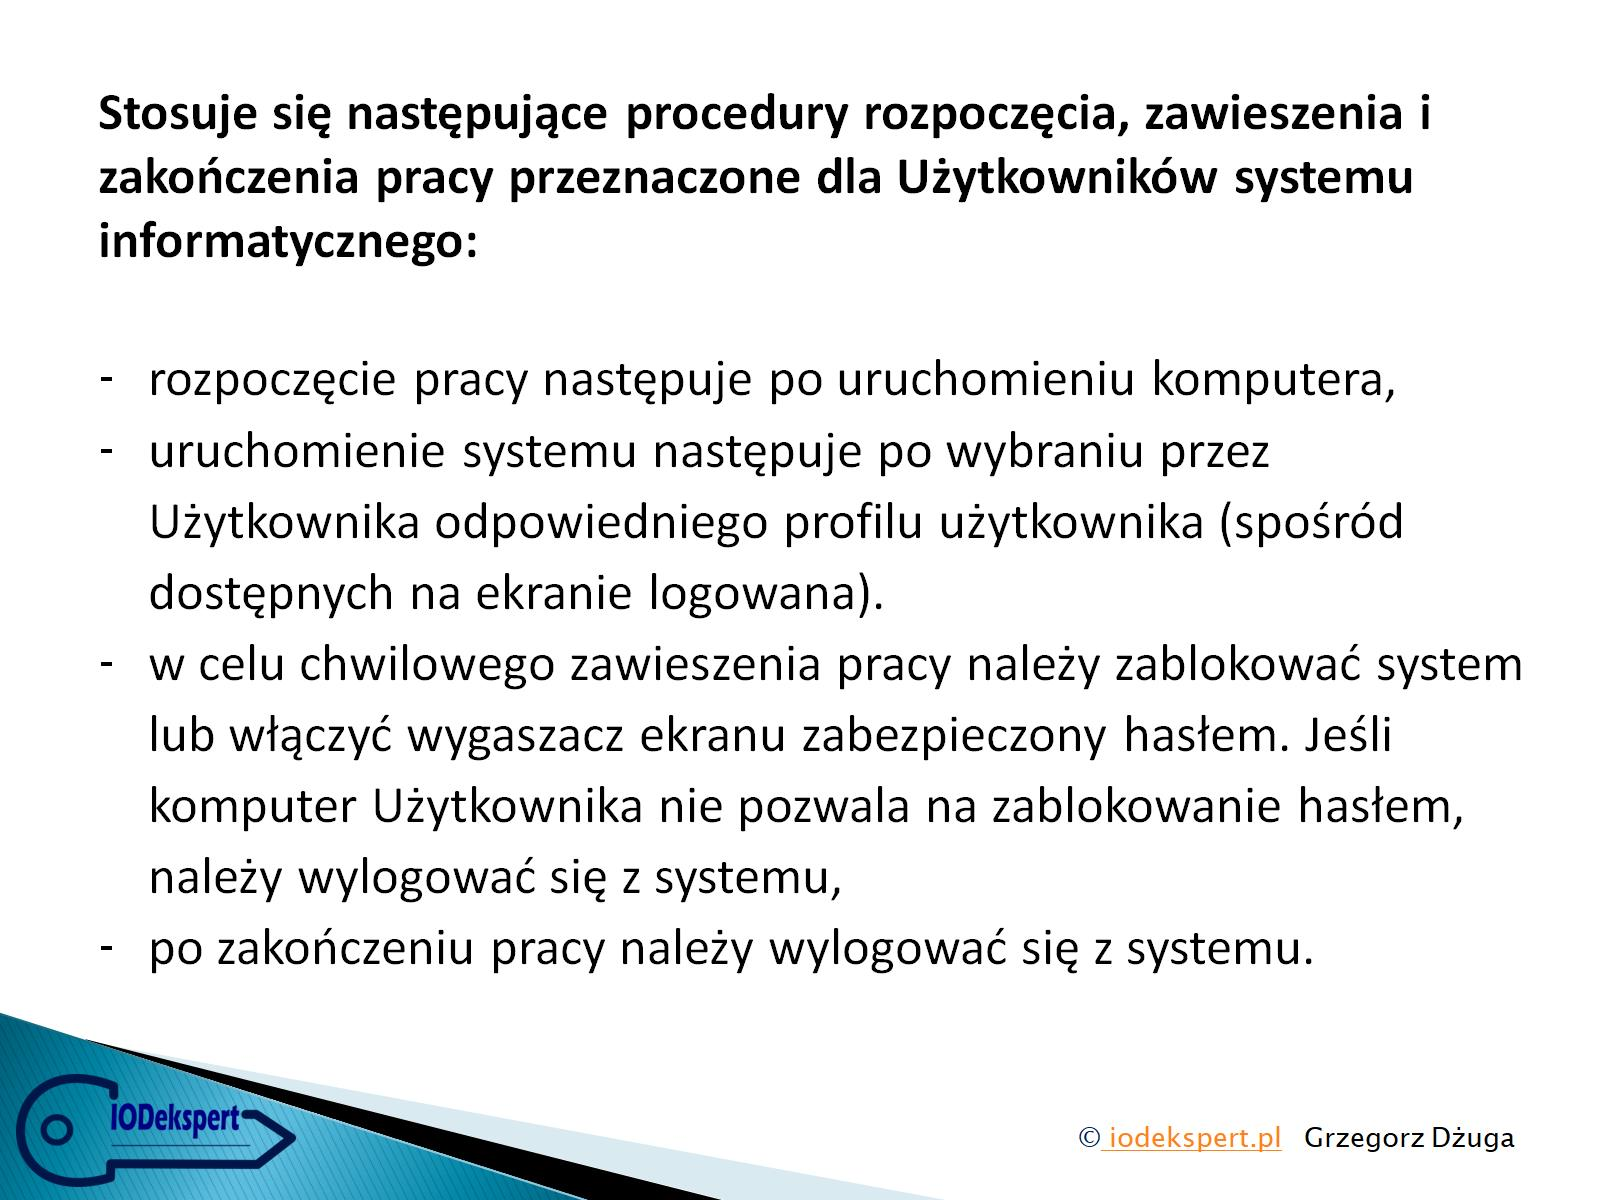 Stosuje się następujące procedury rozpoczęcia, zawieszenia i
zakończenia pracy przeznaczone dla Użytkowników systemu
informatycznego:
- rozpoczęcie pracy następuje po uruchomieniu komputera,
- uruchomienie systemu następuje po wybraniu przez
Użytkownika odpowiedniego profilu użytkownika (spośród
dostępnych na ekranie logowana).
- w celu chwilowego zawieszenia pracy należy zablokować system
lub włączyć wygaszacz ekranu zabezpieczony hasłem. Jeśli
komputer Użytkownika nie pozwala na zablokowanie hasłem,
należy wylogować się z systemu,
- po zakończeniu pracy należy wylogować się z systemu.
IODekspert
© iodekspert.pl Grzegorz Dżuga